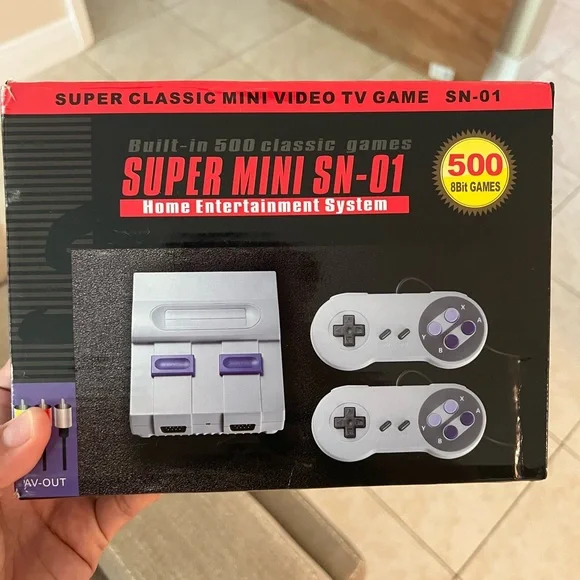 SUPER CLASSIC MINI VIDEO TV GAME SN-01
Built-in 500 classic games
SUPER MINI SN-01
Home Entertainment System
500
8Bit GAMES
X
A
Y
B
X
A
Y
B
AV-OUT